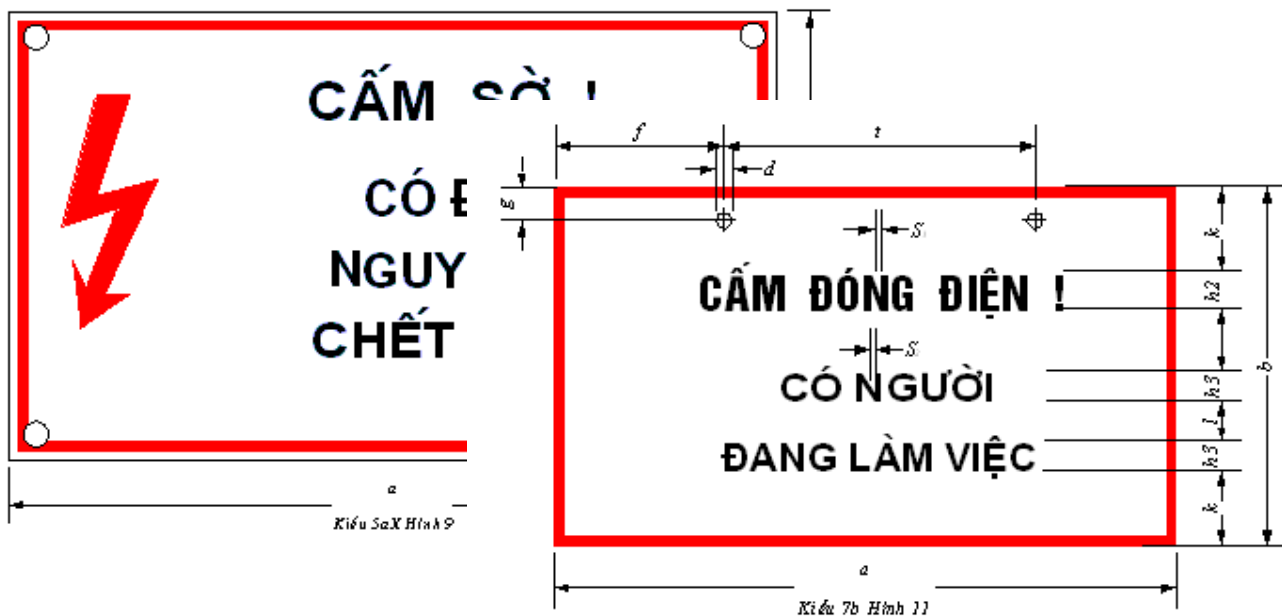 CẤM SỜ !
CÓ
NGUY
CHẾT
a
Kiểu 5aX Hình 9
f
t
d
g
S
k
CẤM ĐÓNG ĐIỆN !
h2
S
b
CÓ NGƯỜI
h3
l
ĐANG LÀM VIỆC
h3
k
a
Kiểu 7b Hình 11